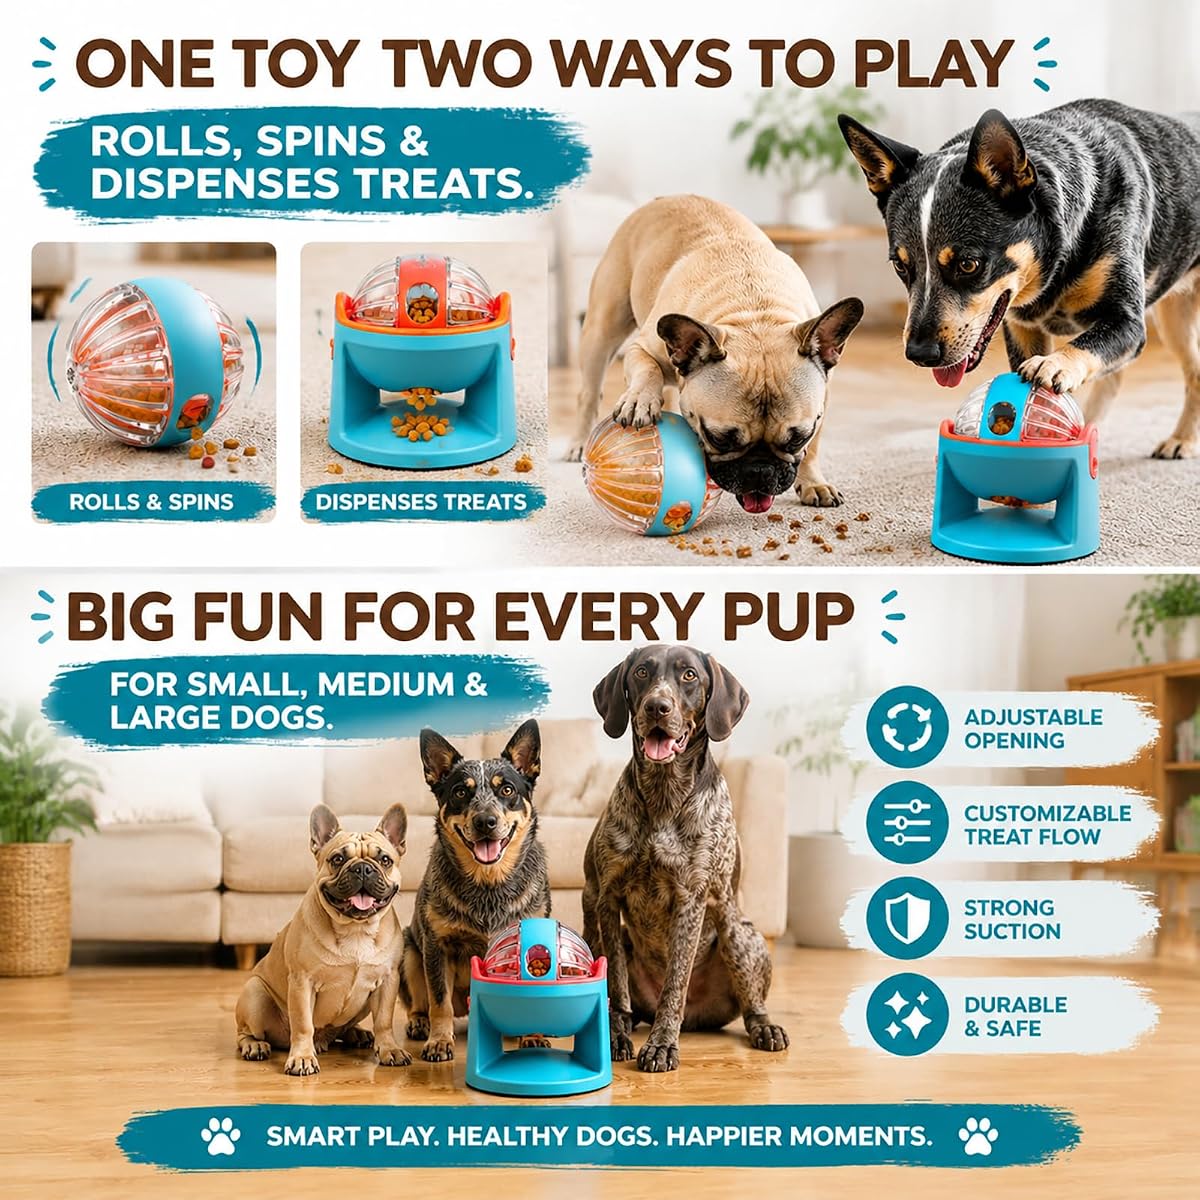 ONE TOY TWO WAYS TO PLAY
ROLLS, SPINS &
DISPENSES TREATS.
ROLLS & SPINS
DISPENSES TREATS
BIG FUN FOR EVERY PUP
FOR SMALL, MEDIUM &
LARGE DOGS.
ADJUSTABLE
OPENING
CUSTOMIZABLE
TREAT FLOW
STRONG
SUCTION
DURABLE
& SAFE
SMART PLAY. HEALTHY DOGS. HAPPIER MOMENTS.